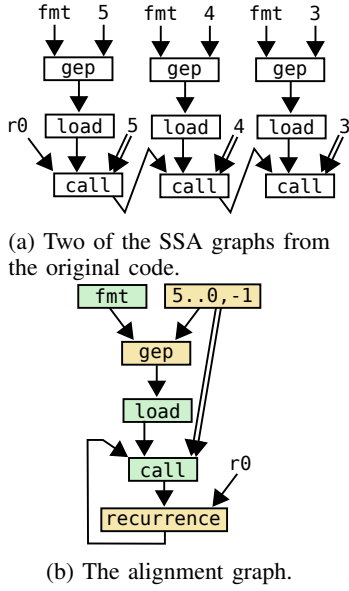 fmt 5 fmt 4 fmt 3
gep gep gep
r0 load 5 load 4 load 3
call call call
(a) Two of the SSA graphs from
the original code.
fmt 5..0,-1
gep
load
call r0
recurrence
(b) The alignment graph.